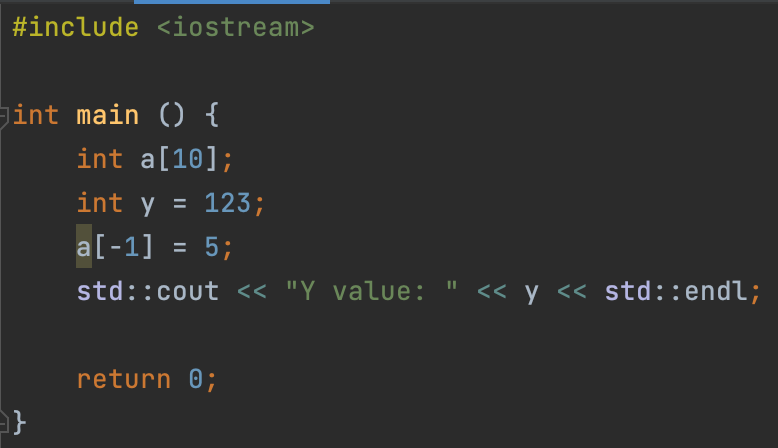 #include <iostream>
int main () {
int a[10];
int y = 123;
a[-1] = 5;
std::cout << "Y value: " << y << std::endl;
return 0;
}